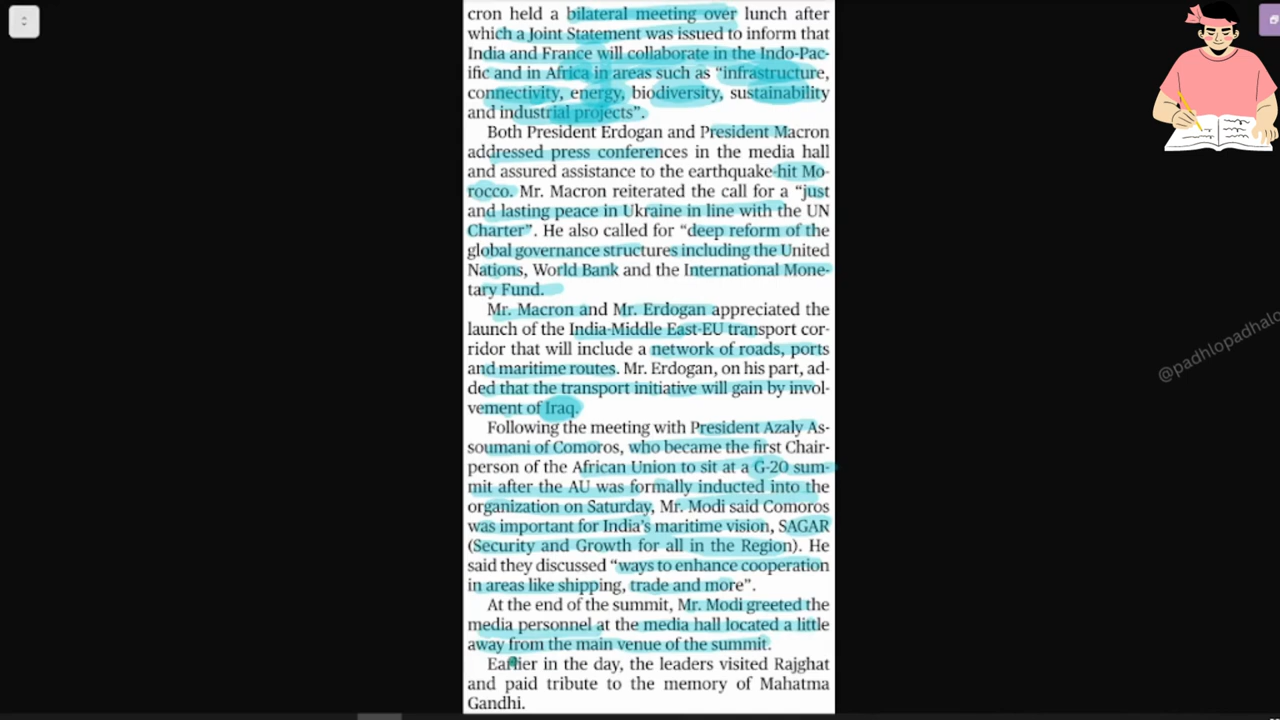 cron held a bilateral meeting over lunch after
which a Joint Statement was issued to inform that
India and France will collaborate in the Indo-Pac-
ific and in Africa in areas such as “infrastructure,
connectivity, energy, biodiversity, sustainability
and industrial projects”.
Both President Erdogan and President Macron
addressed press conferences in the media hall
and assured assistance to the earthquake-hit Mo-
rocco. Mr. Macron reiterated the call for a “just
and lasting peace in Ukraine in line with the UN
Charter”. He also called for “deep reform of the
global governance structures including the United
Nations, World Bank and the International Mone-
tary Fund.
Mr. Macron and Mr. Erdogan appreciated the
launch of the India-Middle East-EU transport cor-
ridor that will include a network of roads, ports
and maritime routes. Mr. Erdogan, on his part, ad-
ded that the transport initiative will gain by invol-
vement of Iraq.
Following the meeting with President Azaly As-
soumani of Comoros, who became the first Chair-
person of the African Union to sit at a G-20 sum-
mit after the AU was formally inducted into the
organization on Saturday, Mr. Modi said Comoros
was important for India’s maritime vision, SAGAR
(Security and Growth for all in the Region). He
said they discussed “ways to enhance cooperation
in areas like shipping, trade and more”.
At the end of the summit, Mr. Modi greeted the
media personnel at the media hall located a little
away from the main venue of the summit.
Earlier in the day, the leaders visited Rajghat
and paid tribute to the memory of Mahatma
Gandhi.
@padhlopadhalo